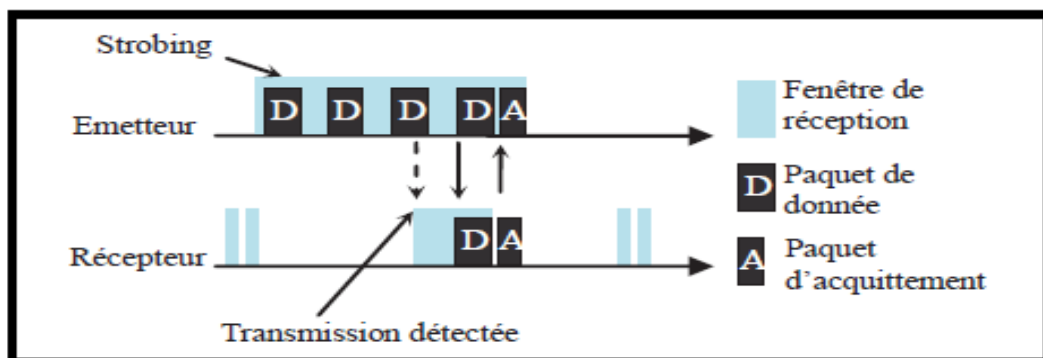 Strobing
D D D D A
Emetteur
D A
Récepteur
Transmission détectée
Fenêtre de
réception
D
Paquet de
donnée
A
Paquet
d'acquittement